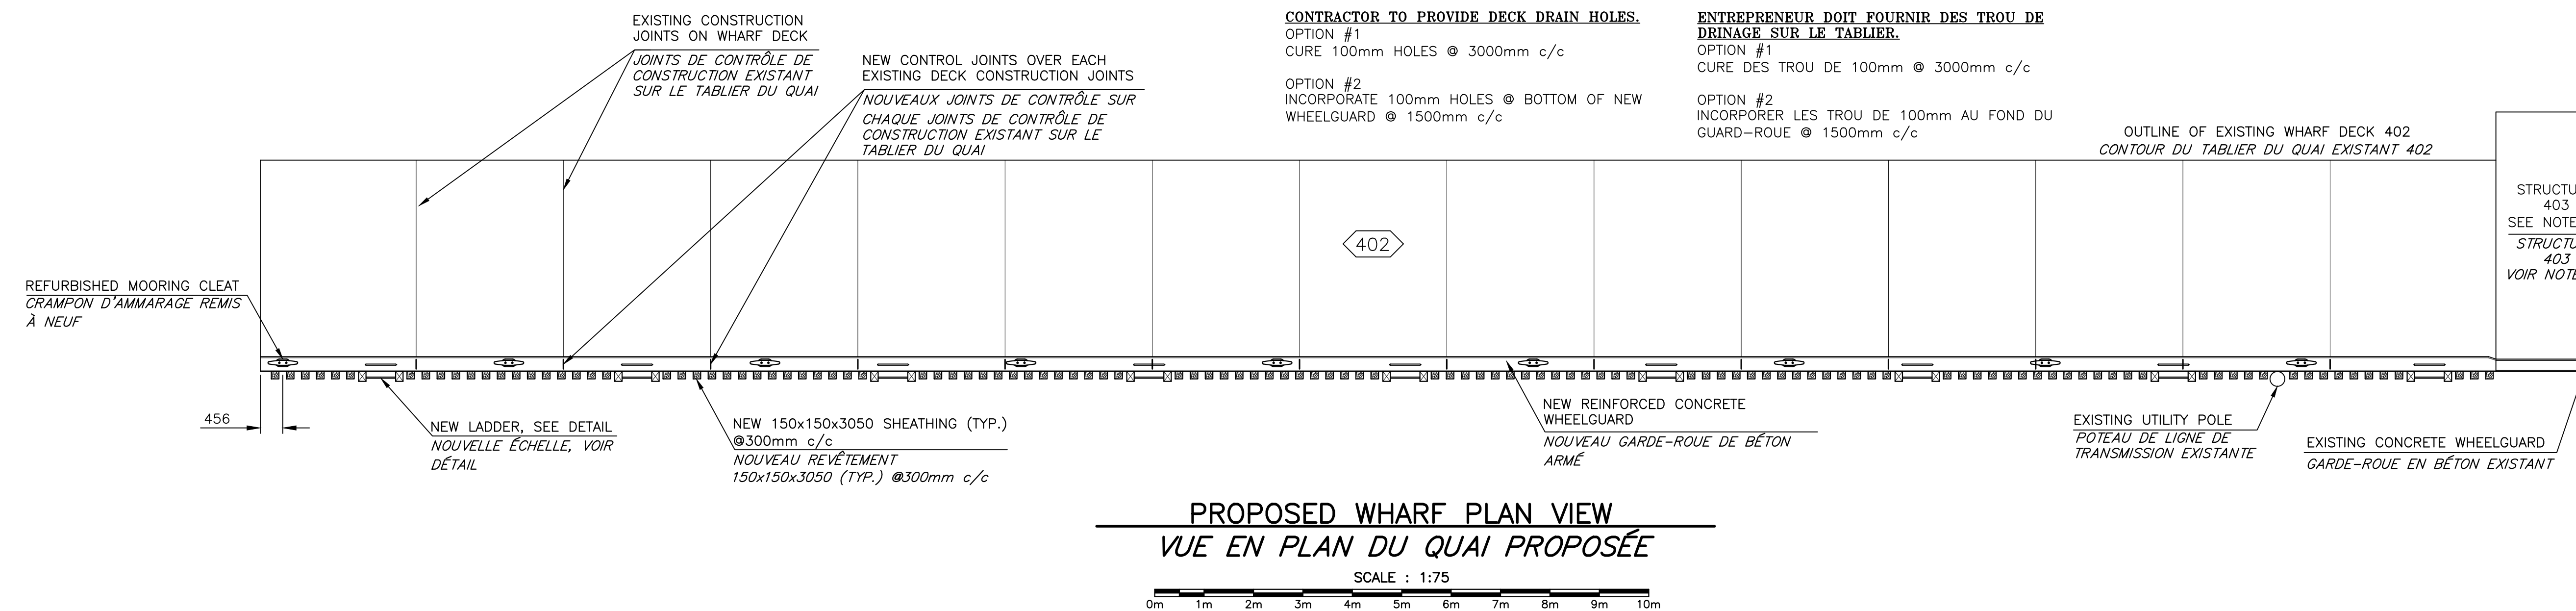 EXISTING CONSTRUCTION
JOINTS ON WHARF DECK
JOINTS DE CONTRÔLE DE
CONSTRUCTION EXISTANT
SUR LE TABLIER DU QUAI
NEW CONTROL JOINTS OVER EACH
EXISTING DECK CONSTRUCTION JOINTS
NOUVEAUX JOINTS DE CONTRÔLE SUR
CHAQUE JOINTS DE CONTRÔLE DE
CONSTRUCTION EXISTANT SUR LE
TABLIER DU QUAI
CONTRACTOR TO PROVIDE DECK DRAIN HOLES.
OPTION #1
CURE 100mm HOLES @ 3000mm c/c
OPTION #2
INCORPORATE 100mm HOLES @ BOTTOM OF NEW
WHEELGUARD @ 1500mm c/c
ENTREPRENEUR DOIT FOURNIR DES TROU DE
DRINAGE SUR LE TABLIER.
OPTION #1
CURE DES TROU DE 100mm @ 3000mm c/c
OPTION #2
INCORPORER LES TROU DE 100mm AU FOND DU
GUARD-ROUE @ 1500mm c/c
OUTLINE OF EXISTING WHARF DECK 402
CONTOUR DU TABLIER DU QUAI EXISTANT 402
STRUCTU
403
SEE NOTE
STRUCTU
403
VOIR NOTE
402
REFURBISHED MOORING CLEAT
CRAMPON D'AMMARAGE REMIS
À NEUF
456
NEW LADDER, SEE DETAIL
NOUVELLE ÉCHELLE, VOIR
DÉTAIL
NEW 150x150x3050 SHEATHING (TYP.)
@300mm c/c
NOUVEAU REVÊTEMENT
150x150x3050 (TYP.) @300mm c/c
NEW REINFORCED CONCRETE
WHEELGUARD
NOUVEAU GARDE-ROUE DE BÉTON
ARMÉ
EXISTING UTILITY POLE
POTEAU DE LIGNE DE
TRANSMISSION EXISTANTE
EXISTING CONCRETE WHEELGUARD
GARDE-ROUE EN BÉTON EXISTANT
PROPOSED WHARF PLAN VIEW
VUE EN PLAN DU QUAI PROPOSÉE
SCALE : 1:75
0m 1m 2m 3m 4m 5m 6m 7m 8m 9m 10m